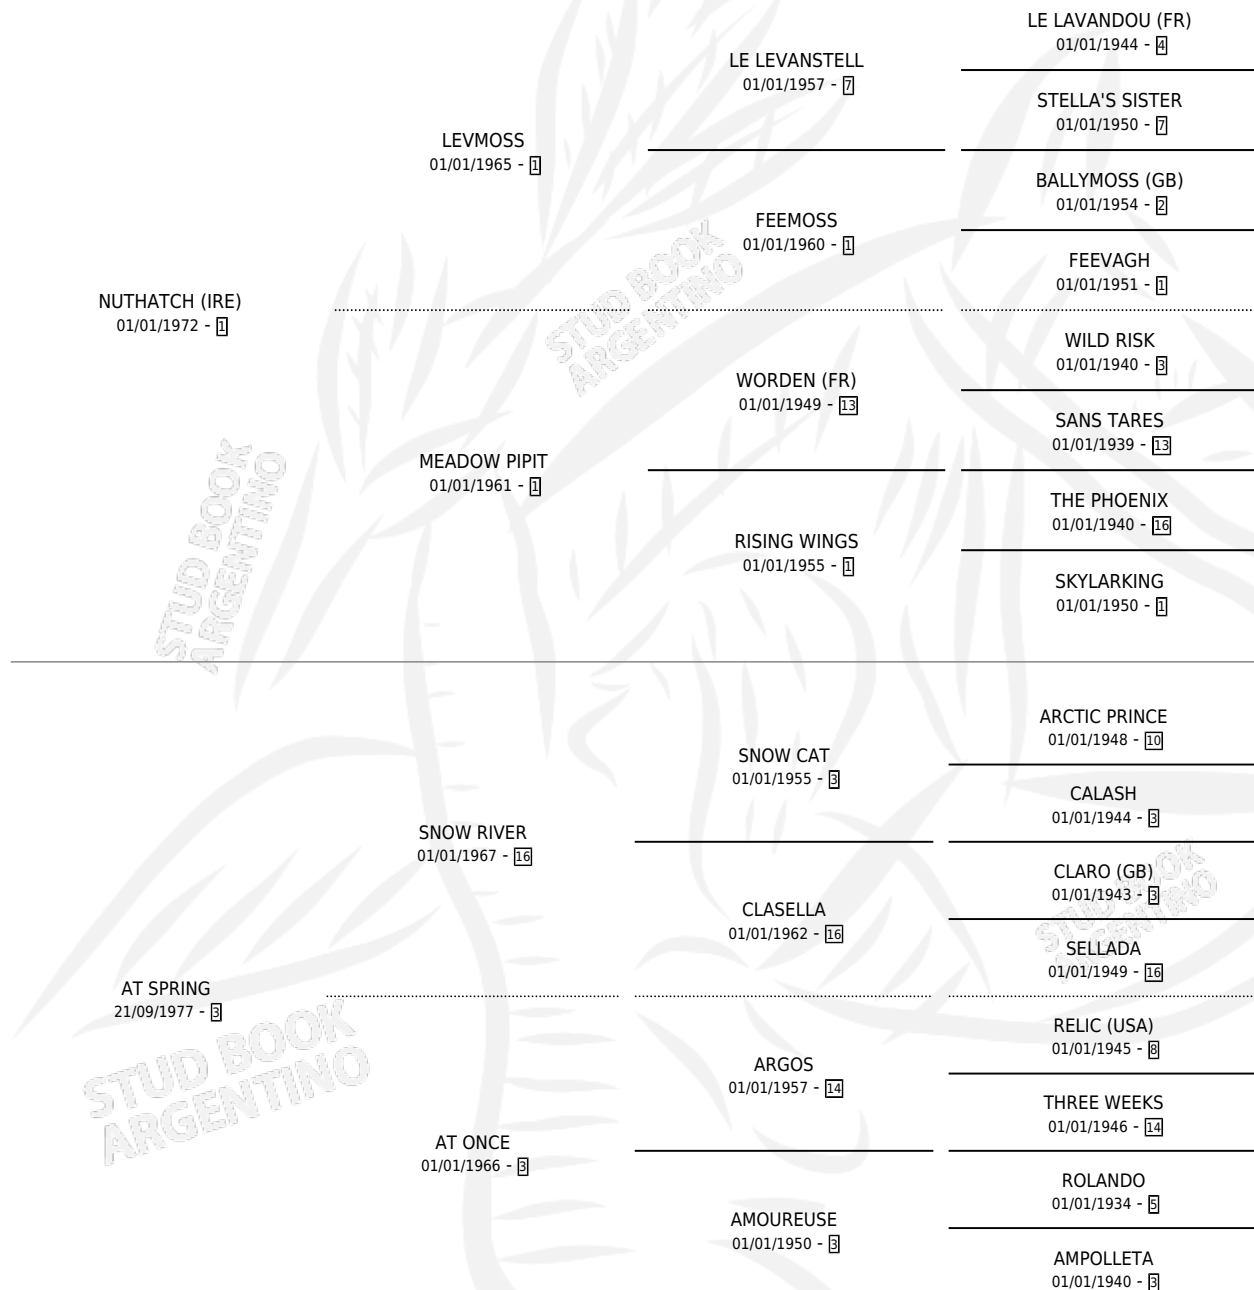 LE LAVANDOU (FR)
01/01/1944 - 4
LE LEVANSTELL
01/01/1957 - 7
STELLA'S SISTER
01/01/1950 - 7
LEVMOSS
01/01/1965 - 1
BALLYMOSS (GB)
01/01/1954 - 2
FEEMOSS
01/01/1960 - 1
FEEVAGH
01/01/1951 - 1
NUTHATCH (IRE)
01/01/1972 - 1
WILD RISK
01/01/1940 - 3
WORDEN (FR)
01/01/1949 - 13
SANS TARES
01/01/1939 - 13
MEADOW PIPIT
01/01/1961 - 1
THE PHOENIX
01/01/1940 - 16
RISING WINGS
01/01/1955 - 1
SKYLARKING
01/01/1950 - 1
ARCTIC PRINCE
01/01/1948 - 10
SNOW CAT
01/01/1955 - 3
CALASH
01/01/1944 - 3
SNOW RIVER
01/01/1967 - 16
CLARO (GB)
01/01/1943 - 3
CLASELLA
01/01/1962 - 16
SELLADA
01/01/1949 - 16
AT SPRING
21/09/1977 - 3
RELIC (USA)
01/01/1945 - 8
ARGOS
01/01/1957 - 14
THREE WEEKS
01/01/1946 - 14
AT ONCE
01/01/1966 - 3
ROLANDO
01/01/1934 - 5
AMOUREUSE
01/01/1950 - 3
AMPOLLETA
01/01/1940 - 3
STUD BOOK
ARGENTINO
STUD BOOK
ARGENTINO
STUD BOOK
ARGENTINO
STUD BOOK
ARGENTINO